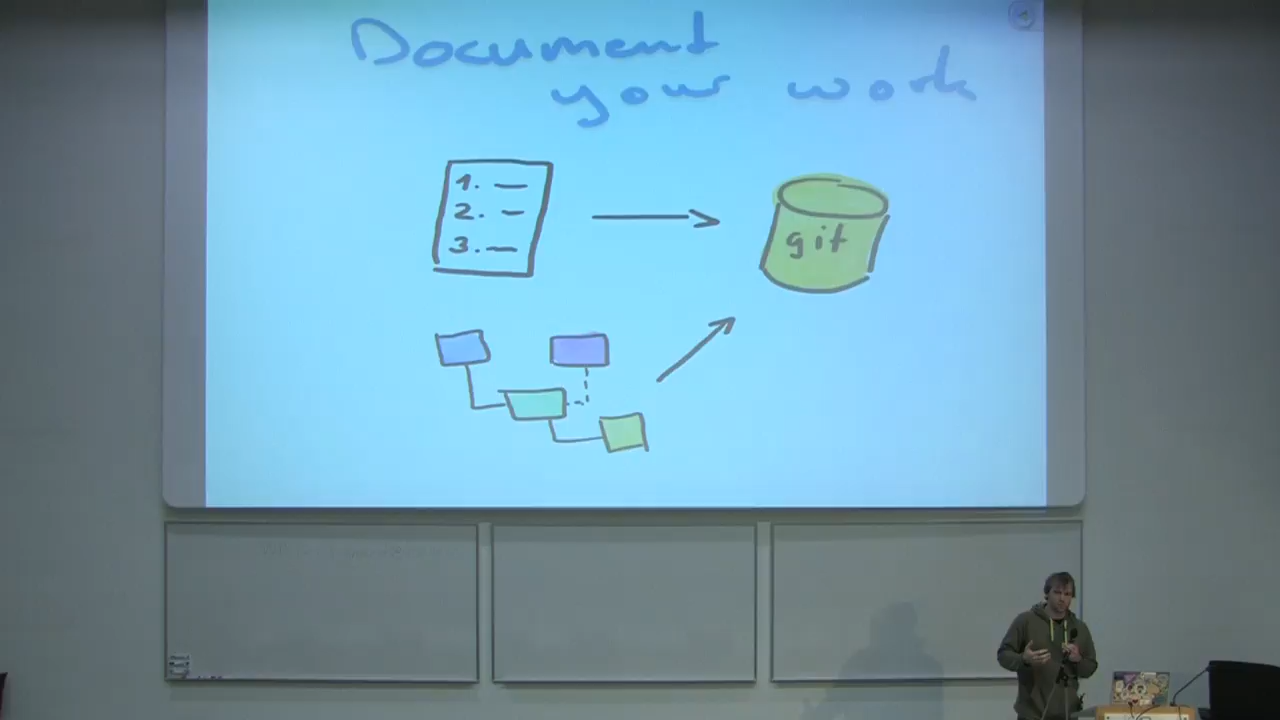 Document
your work
1. —
2. —
3. —
git